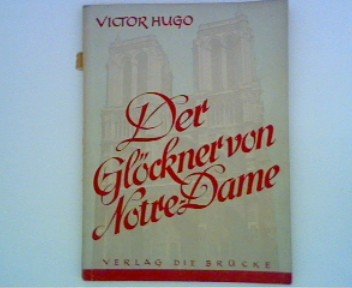 VICTOR HUGO
Der
Glöckner von
Notre-Dame
VERLAG DIE BRÜCKE